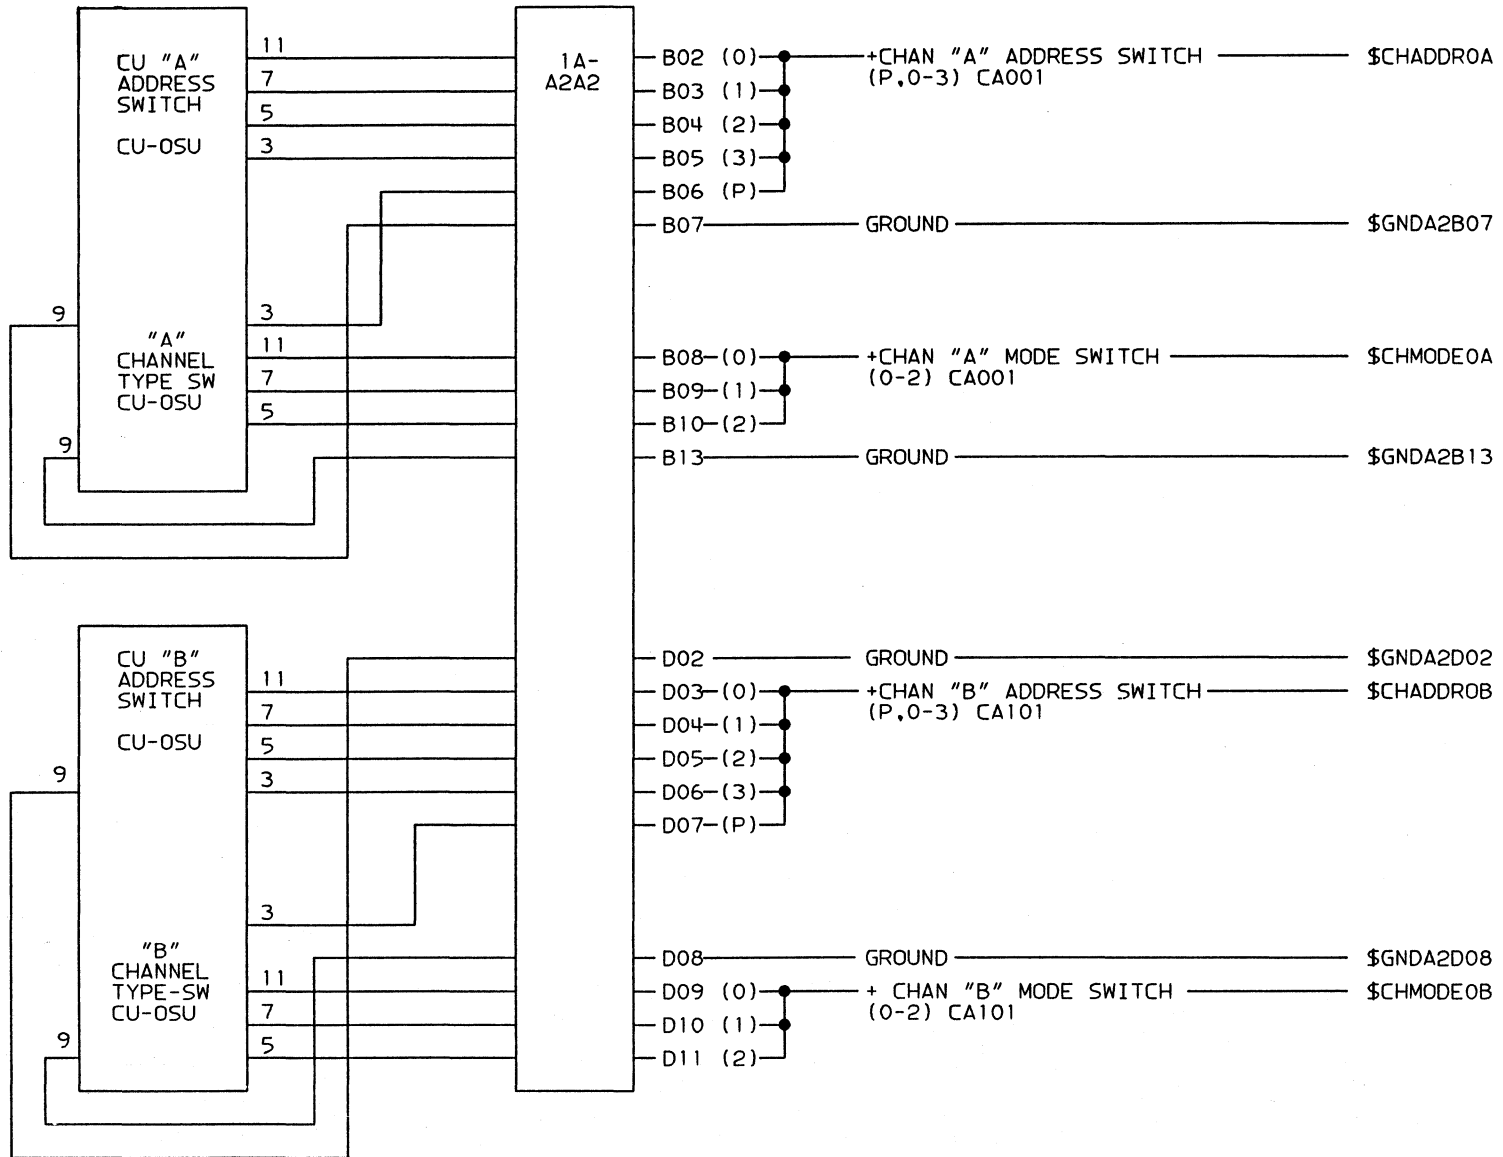 11
CU "A"
ADDRESS
SWITCH
CU-OSU
7
5
3
1A-
A2A2
B02 (0)
+CHAN "A" ADDRESS SWITCH
(P,0-3) CA001
$CHADDR0A
B03 (1)
B04 (2)
B05 (3)
B06 (P)
B07
GROUND
$GNDA2B07
9
3
"A"
CHANNEL
TYPE SW
CU-OSU
11
7
5
9
B08 (0)
+CHAN "A" MODE SWITCH
(0-2) CA001
$CHMODE0A
B09 (1)
B10 (2)
B13
GROUND
$GNDA2B13
CU "B"
ADDRESS
SWITCH
CU-OSU
11
7
5
3
9
D02
GROUND
$GNDA2D02
D03 (0)
+CHAN "B" ADDRESS SWITCH
(P,0-3) CA101
$CHADDR0B
D04 (1)
D05 (2)
D06 (3)
D07 (P)
3
"B"
CHANNEL
TYPE-SW
CU-OSU
11
7
5
9
D08
GROUND
$GNDA2D08
D09 (0)
+ CHAN "B" MODE SWITCH
(0-2) CA101
$CHMODE0B
D10 (1)
D11 (2)